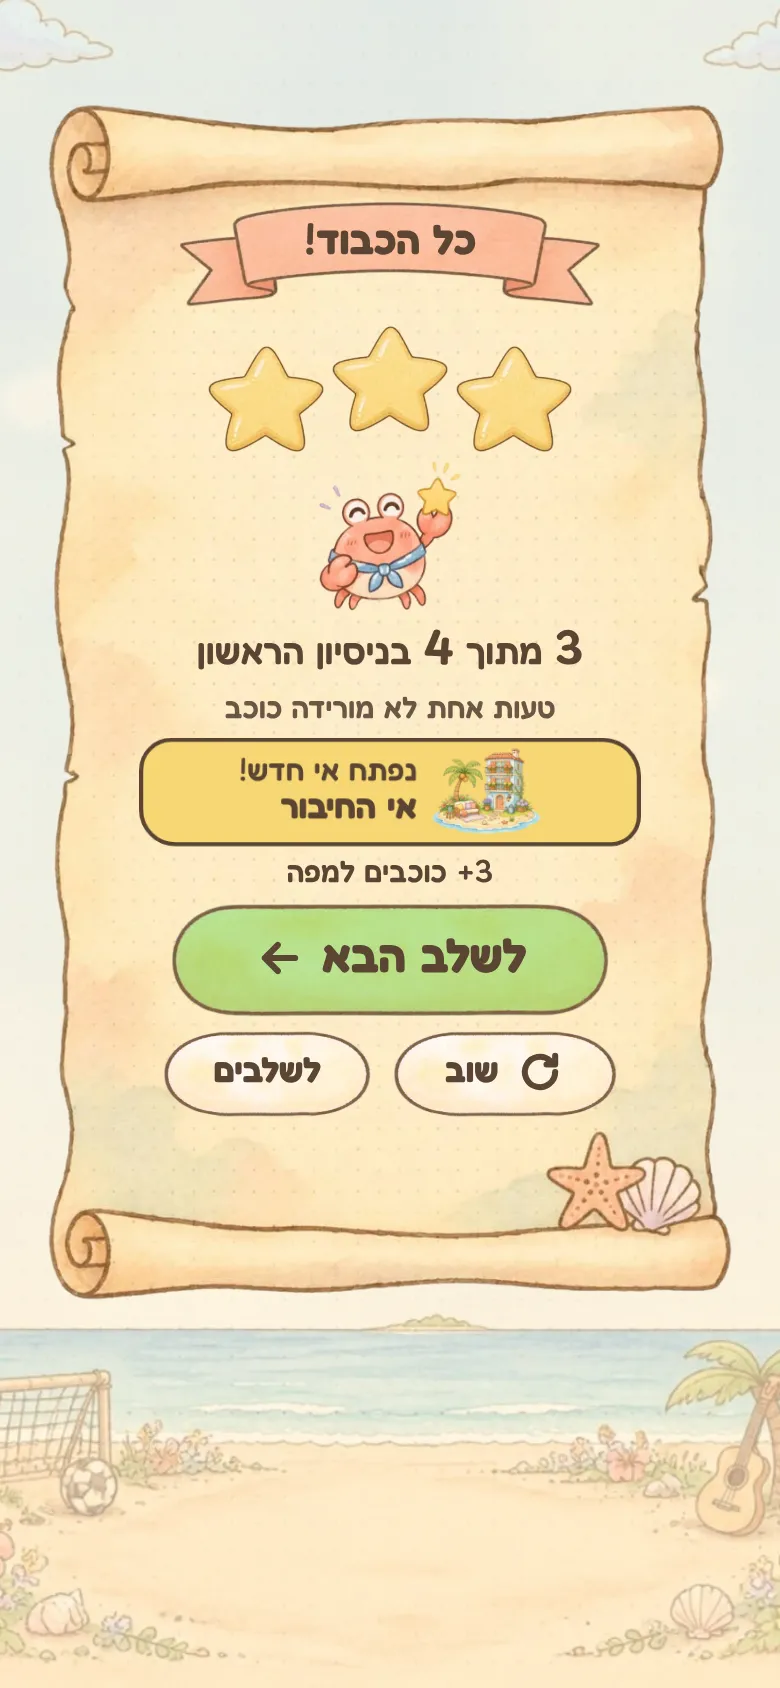 כל הכבוד!
3 מתוך 4 בניסיון הראשון
טעות אחת לא מורידה כוכב
נפתח אי חדש!
אי החיבור
+3 כוכבים למפה
לשלב הבא ←
שוב
לשלבים